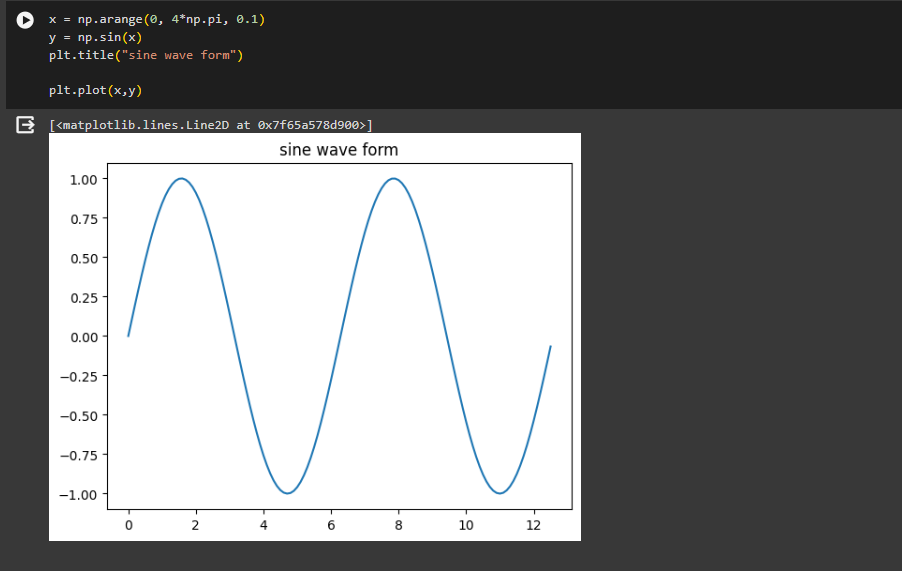 x = np.arange(0, 4*np.pi, 0.1)
y = np.sin(x)
plt.title("sine wave form")
plt.plot(x,y)
[<matplotlib.lines.Line2D at 0x7f65a578d900>]
sine wave form
1.00
0.75
0.50
0.25
0.00
−0.25
−0.50
−0.75
−1.00
0 2 4 6 8 10 12